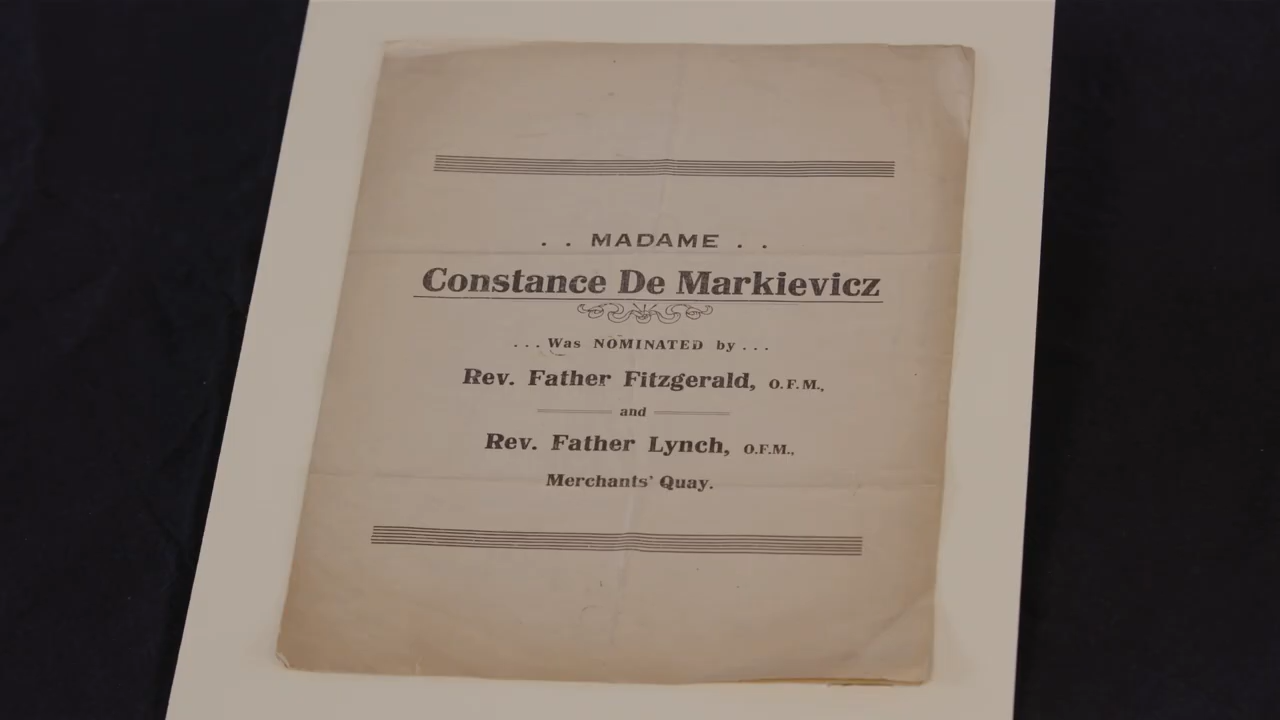 . . MADAME . .
Constance De Markievicz
. . . Was NOMINATED by . . .
Rev. Father Fitzgerald, O.F.M.,
and
Rev. Father Lynch, O.F.M.,
Merchants' Quay.